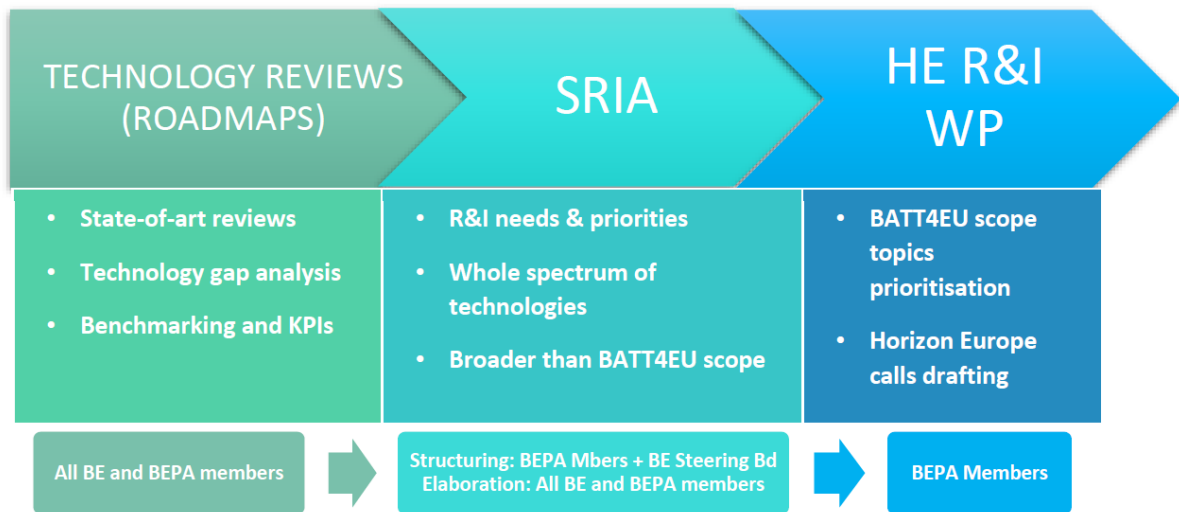 TECHNOLOGY REVIEWS
(ROADMAPS)
SRIA
HE R&I
WP
• State-of-art reviews
• Technology gap analysis
• Benchmarking and KPIs
• R&I needs & priorities
• Whole spectrum of
technologies
• Broader than BATT4EU scope
• BATT4EU scope
topics
prioritisation
• Horizon Europe
calls drafting
All BE and BEPA members
Structuring: BEPA Mbers + BE Steering Bd
Elaboration: All BE and BEPA members
BEPA Members